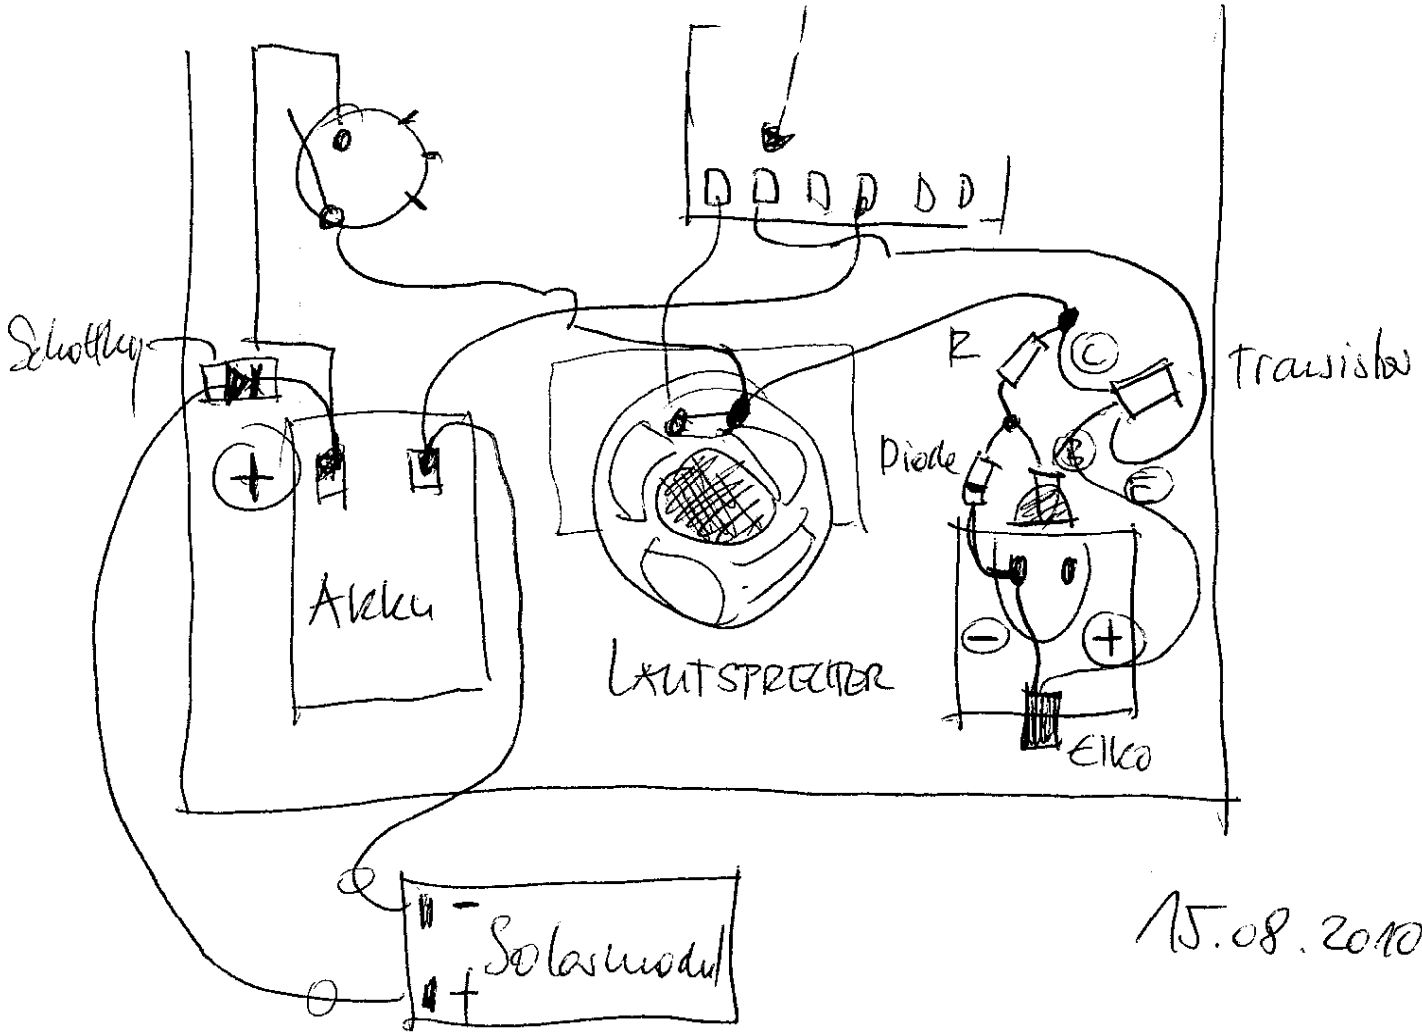 Schottky
R
C
Transistor
Diode
B
E
+
Akku
LAUTSPRECHER
-
+
Elko
-
Solarmodul
+
15.08.2010